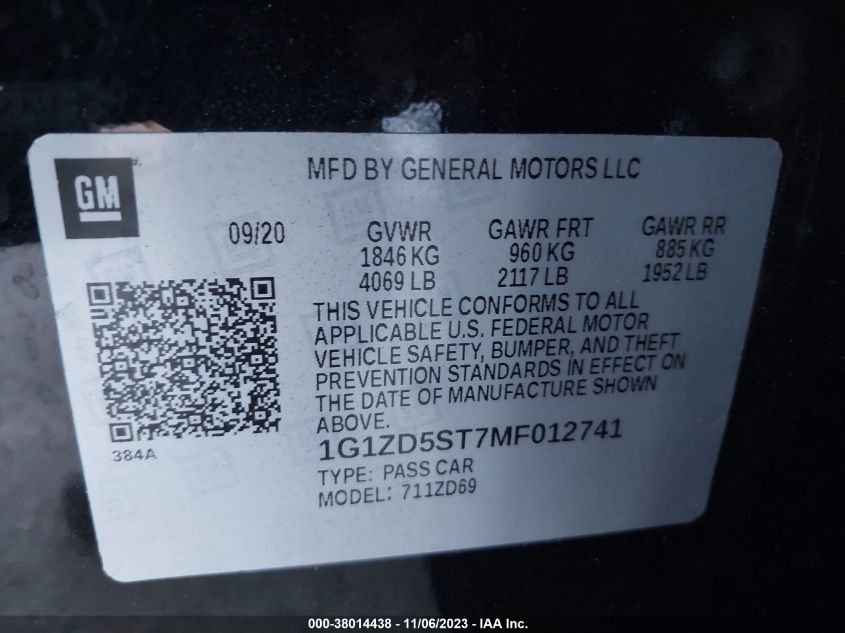 GM
MFD BY GENERAL MOTORS LLC
09/20
GVWR
1846 KG
4069 LB
GAWR FRT
960 KG
2117 LB
GAWR RR
885 KG
1952 LB
THIS VEHICLE CONFORMS TO ALL
APPLICABLE U.S. FEDERAL MOTOR
VEHICLE SAFETY, BUMPER, AND THEFT
PREVENTION STANDARDS IN EFFECT ON
THE DATE OF MANUFACTURE SHOWN
ABOVE.
384A
1G1ZD5ST7MF012741
TYPE: PASS CAR
MODEL: 711ZD69
000-38014438 - 11/06/2023 - IAA Inc.